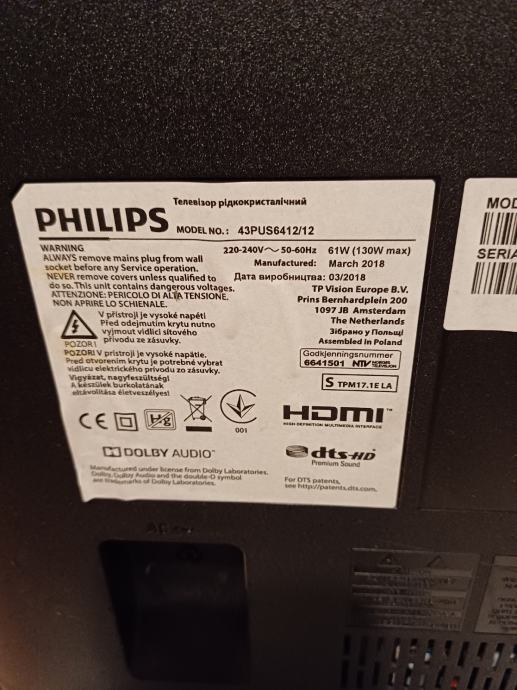 Телевізор рідкокристалічний
PHILIPS MODEL NO.: 43PUS6412/12
WARNING
ALWAYS remove mains plug from wall
socket before any Service operation.
NEVER remove covers unless qualified to
do so. This unit contains dangerous voltages.
ATTENZIONE: PERICOLO DI ALTA TENSIONE.
NON APRIRE LO SCHIENALE.
V přístroji je vysoké napětí
Před odejmutím krytu nutno
vyjmout vidlici síťového
přívodu ze zásuvky.
POZOR!
POZOR! V prístroji je vysoké napätie.
Pred otvorením krytu je potrebné vybrat
vidlicu elektrického prívodu zo zásuvky.
Vigyázat, nagyfeszültség!
A készülek burkolatának
eltávolítása életveszélyes!
220-240V~ 50-60Hz 61W (130W max)
Manufactured: March 2018
Дата виробництва: 03/2018
TP Vision Europe B.V.
Prins Bernhardplein 200
1097 JB Amsterdam
The Netherlands
Зібрано у Польщі
Assembled in Poland
Godkjenningsnummer
6641501 NTV
S TPM17.1E LA
CE Hg 001
HDMI™
HIGH DEFINITION MULTIMEDIA INTERFACE
DOLBY AUDIO™
Manufactured under license from Dolby Laboratories.
Dolby, Dolby Audio and the double-D symbol
are trademarks of Dolby Laboratories.
dts-HD
Premium Sound
For DTS patents,
see http://patents.dts.com.
MOD
SERIA